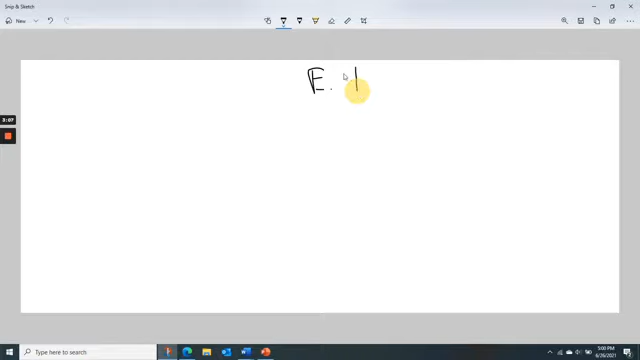 Snip & Sketch
New
E. I
3:07
Type here to search
5:00 PM
6/26/2021